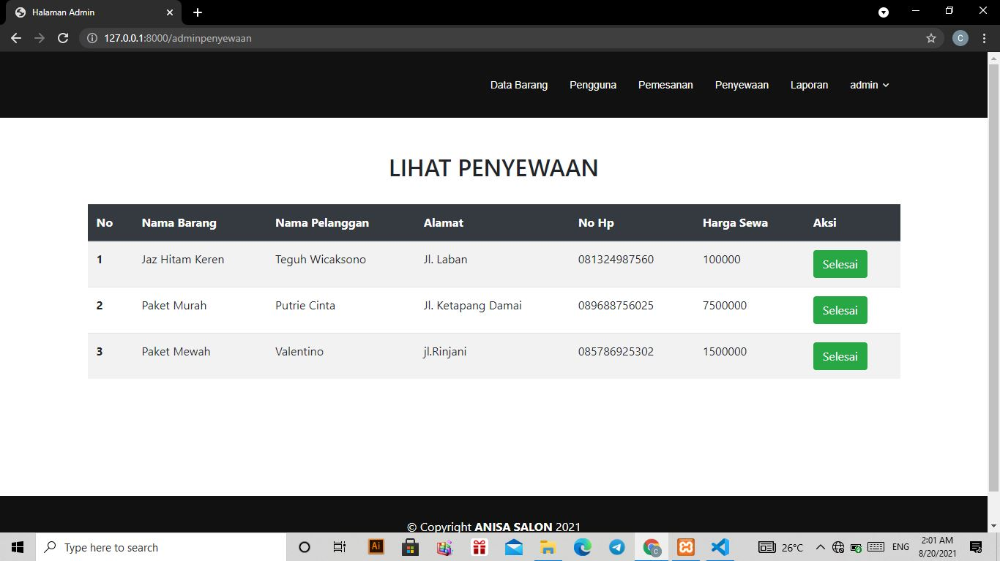 Halaman Admin
127.0.0.1:8000/adminpenyewaan
C
Data Barang Pengguna Pemesanan Penyewaan Laporan admin
LIHAT PENYEWAAN
No Nama Barang Nama Pelanggan Alamat No Hp Harga Sewa Aksi
1 Jaz Hitam Keren Teguh Wicaksono Jl. Laban 081324987560 100000 Selesai
2 Paket Murah Putrie Cinta Jl. Ketapang Damai 089688756025 7500000 Selesai
3 Paket Mewah Valentino jl.Rinjani 085786925302 1500000 Selesai
© Copyright ANISA SALON 2021
Type here to search Ai C 26°C ENG 2:01 AM
8/20/2021